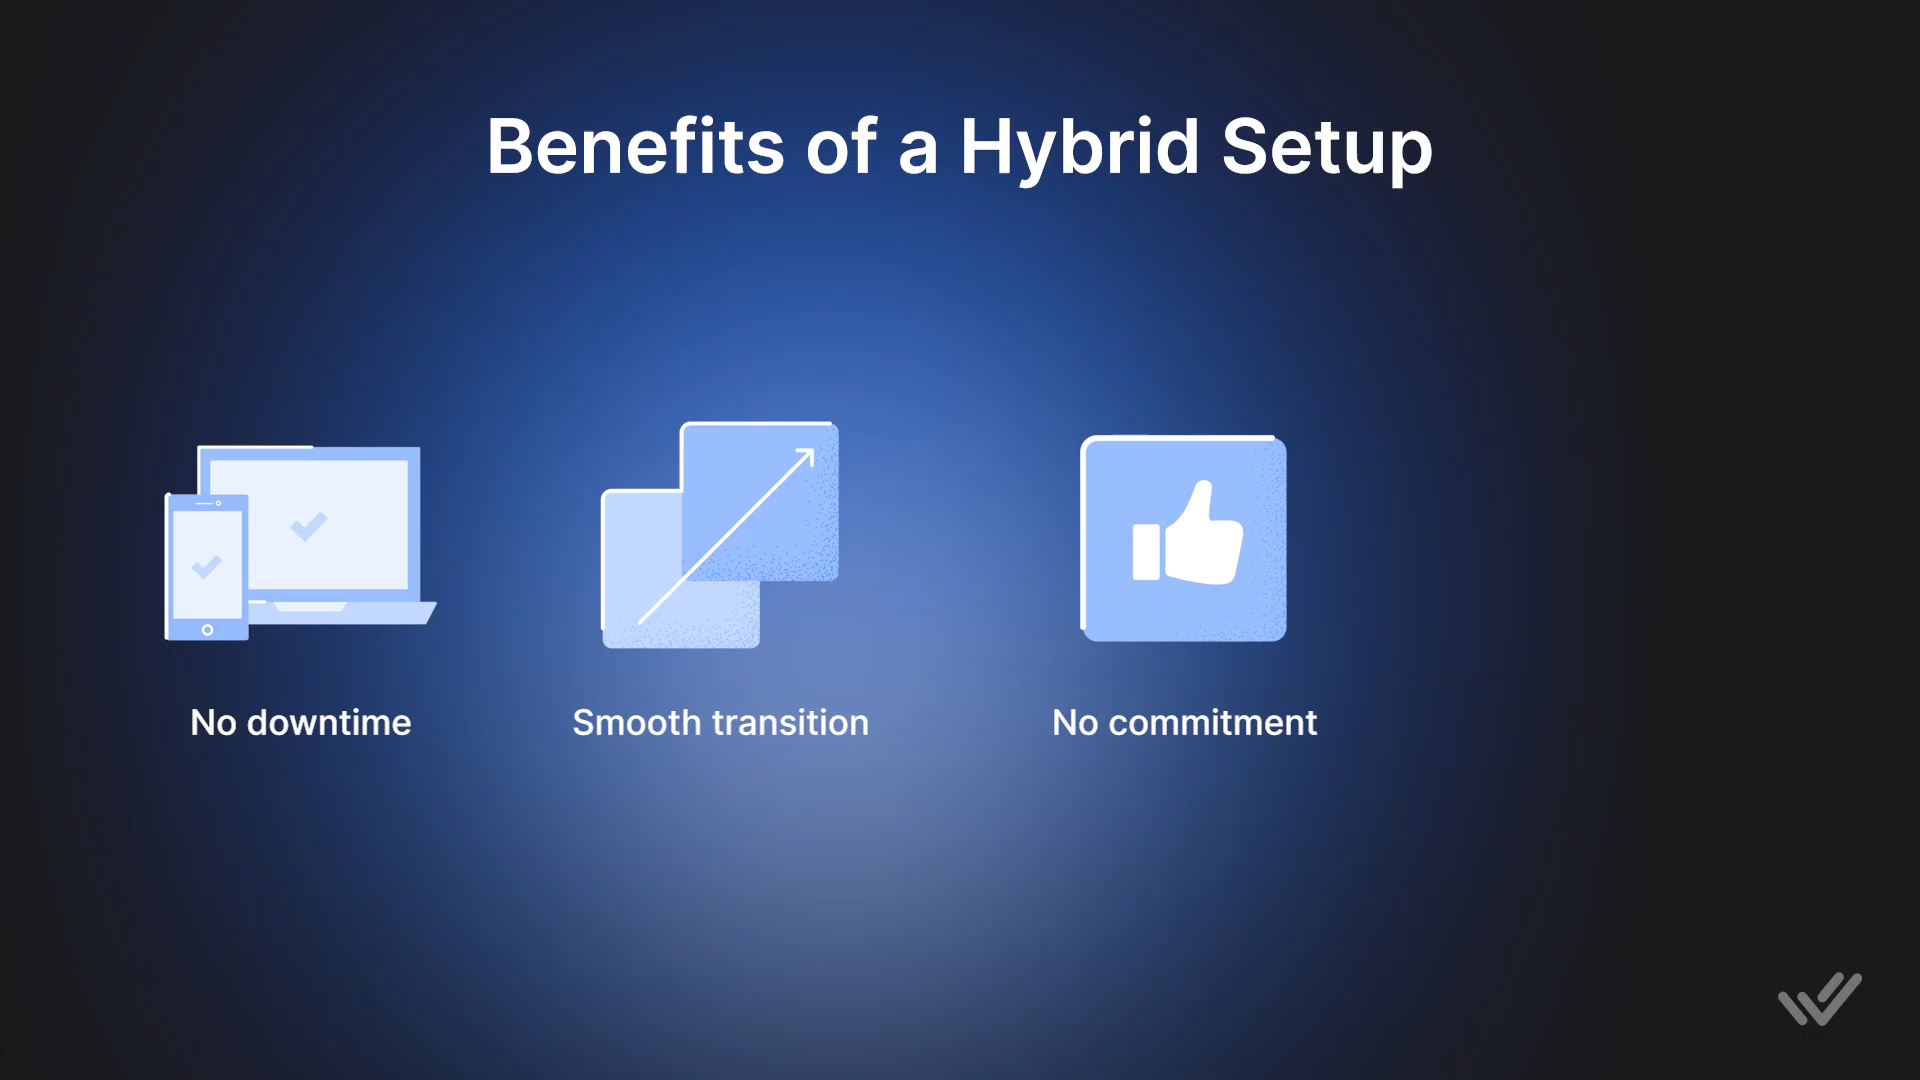 Benefits of a Hybrid Setup
No downtime
Smooth transition
No commitment